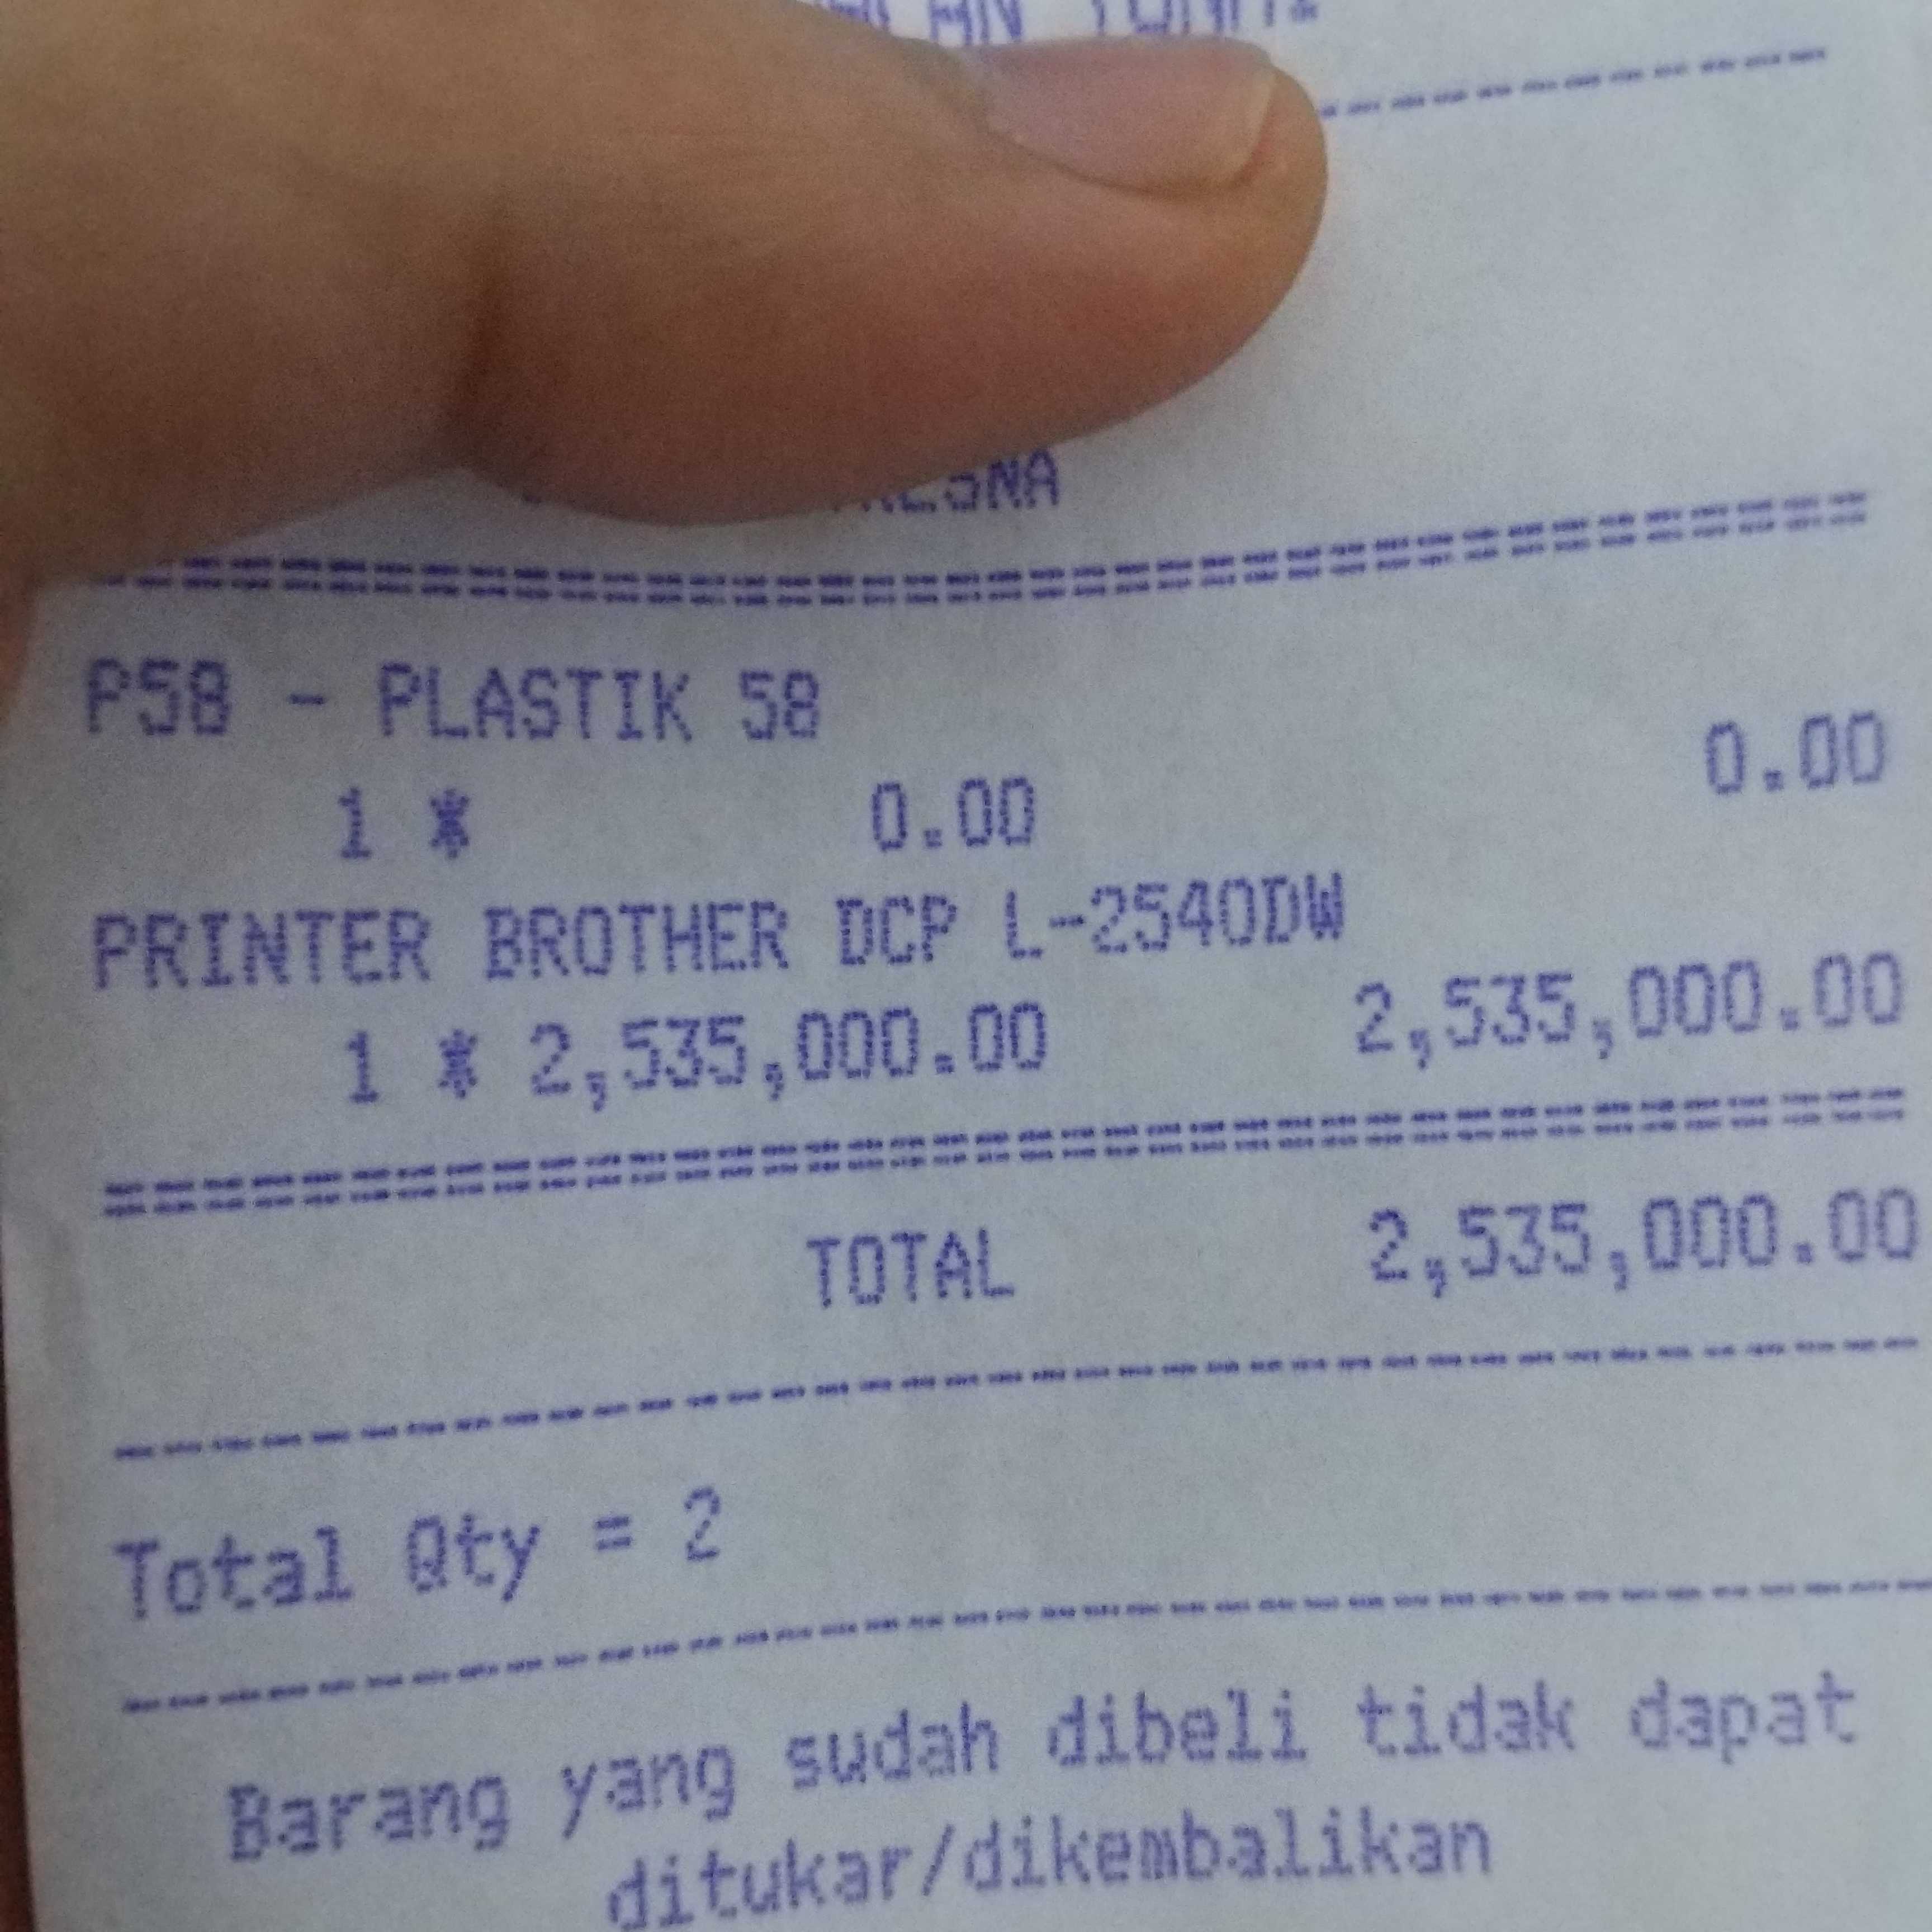 P58 - PLASTIK 58
1 * 0.00 0.00
PRINTER BROTHER DCP L-2540DW
1 * 2,535,000.00 2,535,000.00
TOTAL 2,535,000.00
Total Qty = 2
Barang yang sudah dibeli tidak dapat
ditukar/dikembalikan